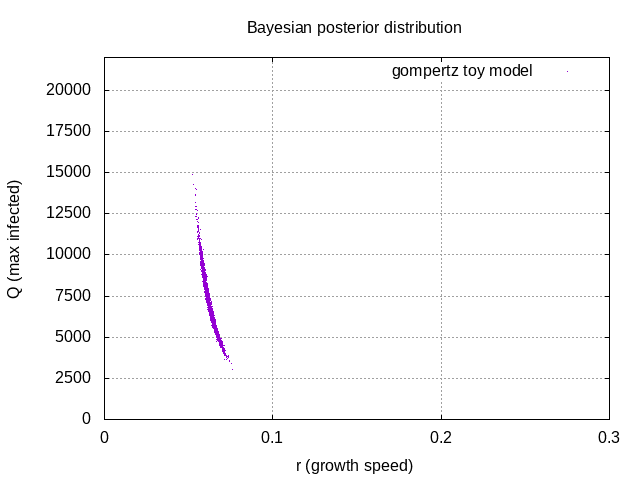 Bayesian posterior distribution
gompertz toy model
20000
17500
15000
12500
10000
7500
5000
2500
0
Q (max infected)
0 0.1 0.2 0.3
r (growth speed)